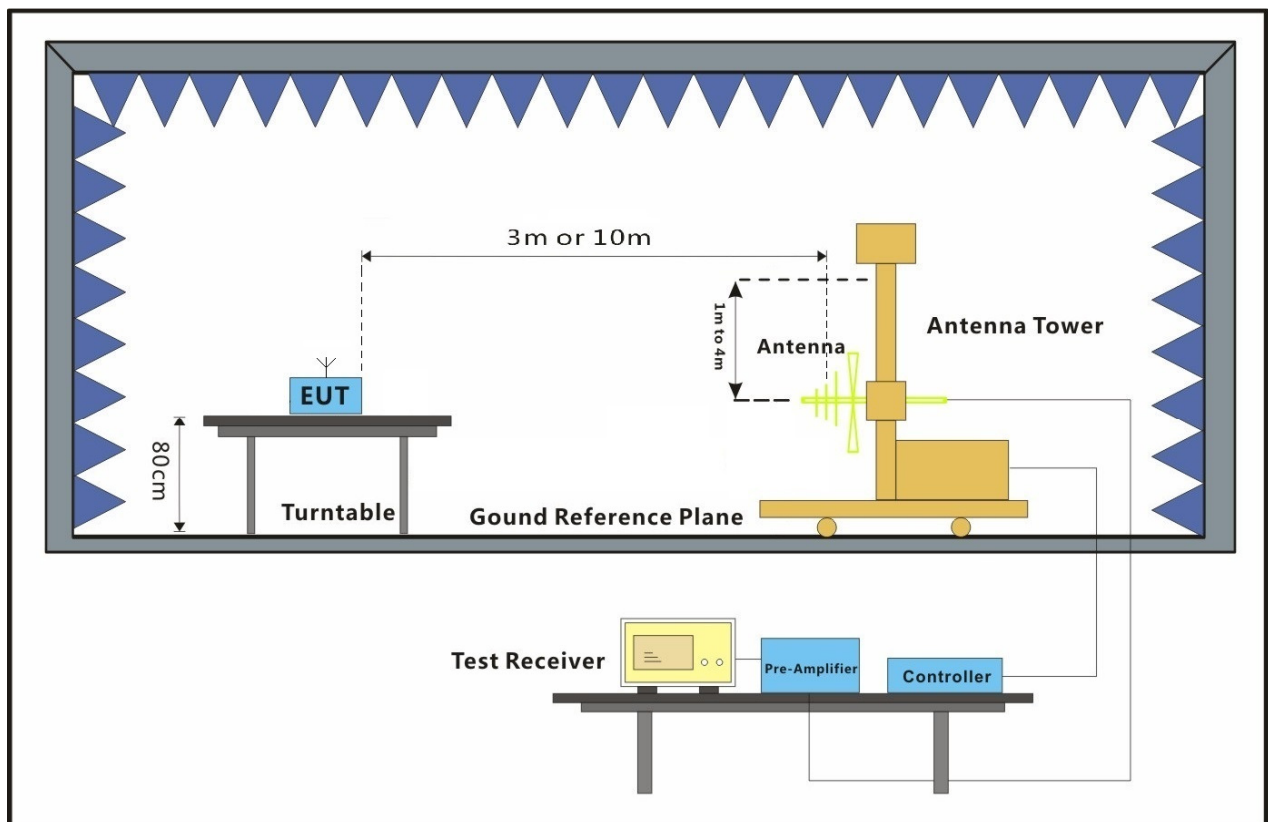 3m or 10m
1m to 4m
Antenna Tower
Antenna
EUT
80cm
Turntable
Gound Reference Plane
Test Receiver
Pre-Amplifier
Controller